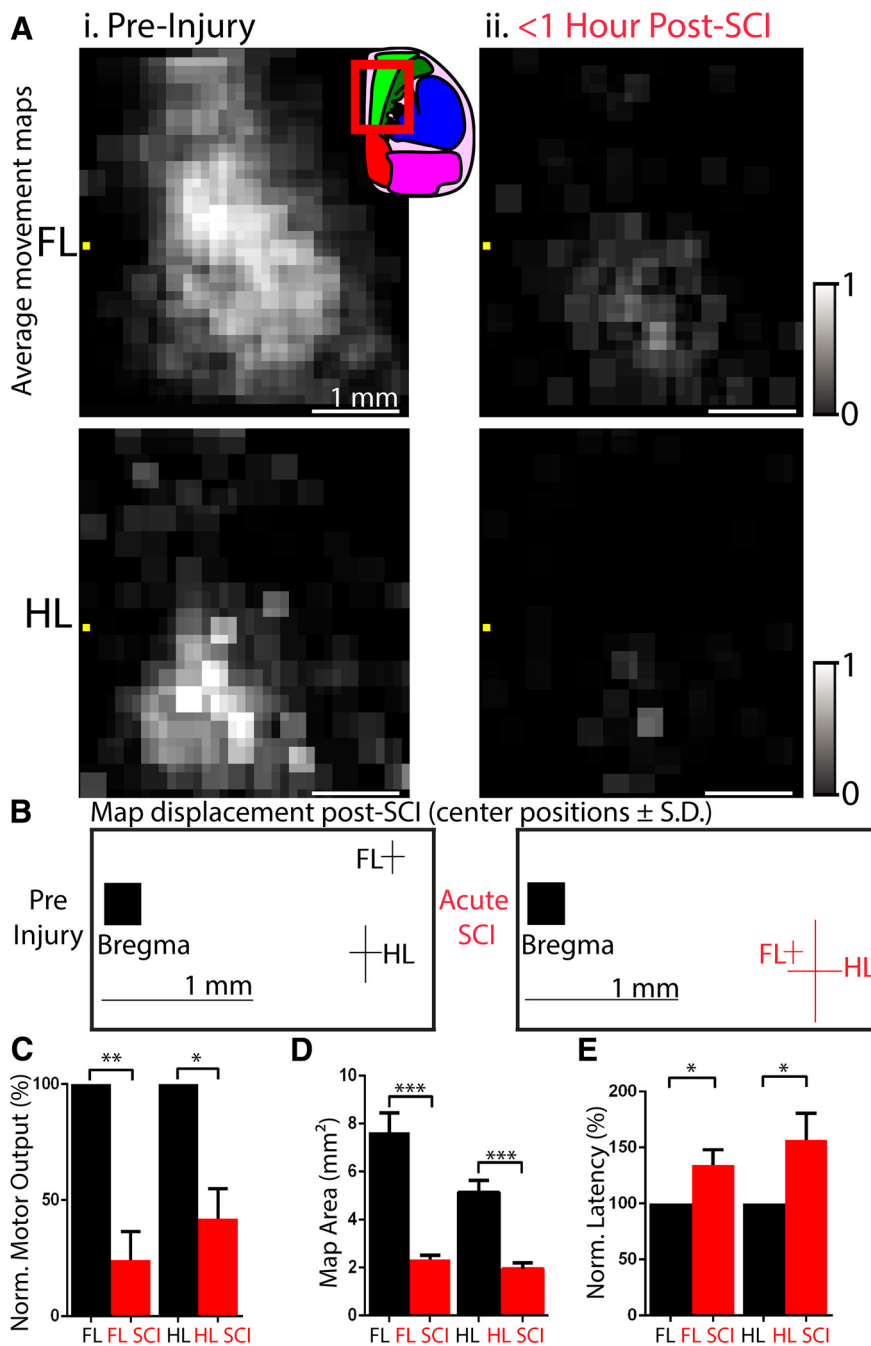 A
i. Pre-Injury
ii. <1 Hour Post-SCI
Average movement maps
FL
1 mm
1
0
HL
1
0
B
Map displacement post-SCI (center positions ± S.D.)
Pre
Injury
Bregma
FL
HL
1 mm
Acute
SCI
Bregma
FL
HL
1 mm
C
Norm. Motor Output (%)
100
50
0
**
*
FL FL SCI HL HL SCI
D
Map Area (mm²)
10
8
6
4
2
0
***
***
FL FL SCI HL HL SCI
E
Norm. Latency (%)
200
150
100
50
0
*
*
FL FL SCI HL HL SCI